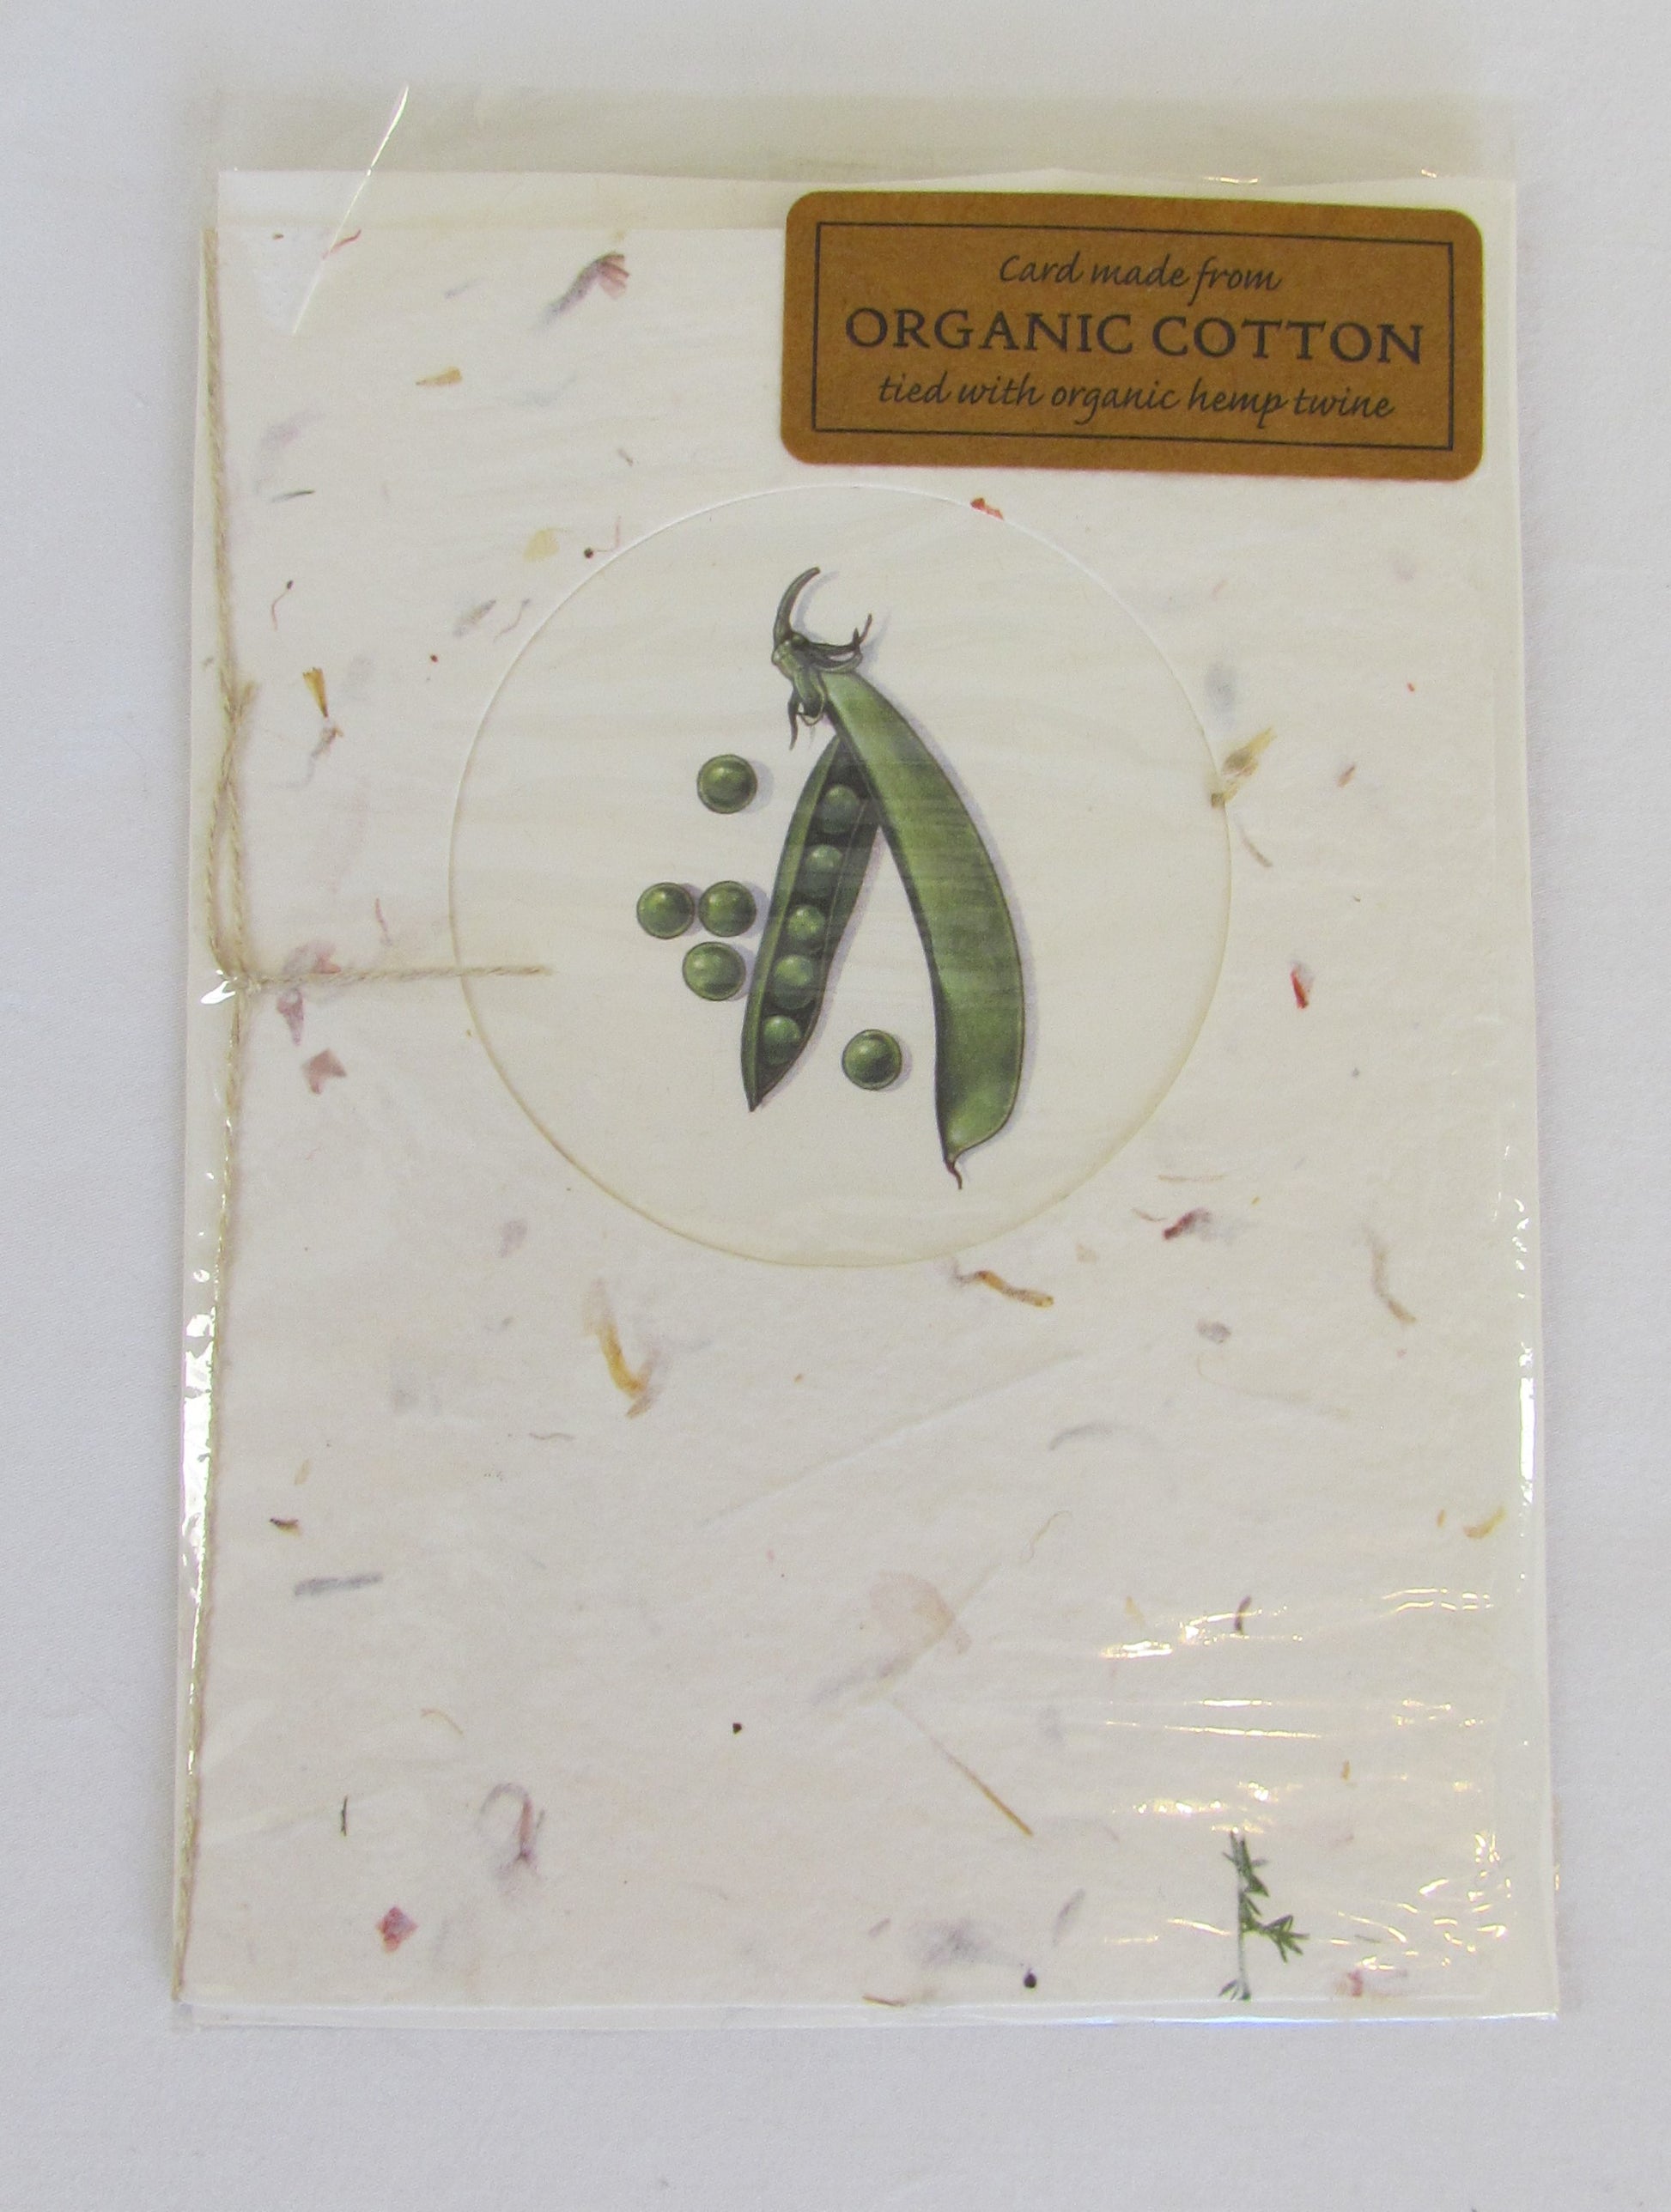 Card made from
ORGANIC COTTON
tied with organic hemp twine